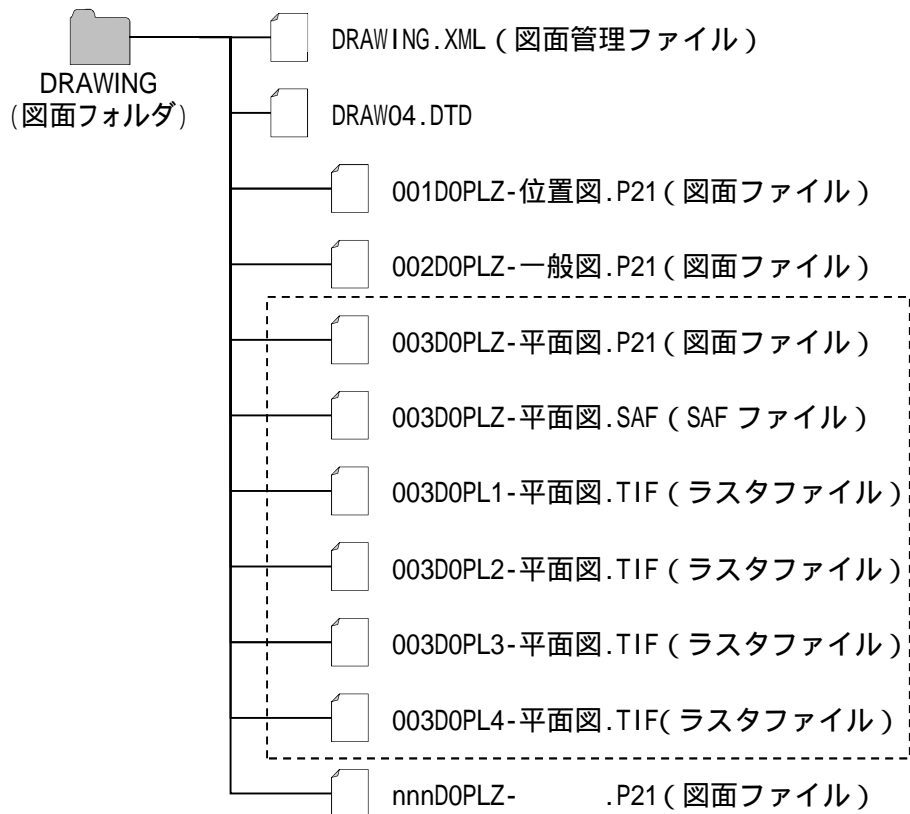 DRAWING.XML(図面管理ファイル)
DRAWING
(図面フォルダ)
DRAW04.DTD
001D0PLZ-位置図.P21(図面ファイル)
002D0PLZ-一般図.P21(図面ファイル)
003D0PLZ-平面図.P21(図面ファイル)
003D0PLZ-平面図.SAF(SAF ファイル)
003D0PL1-平面図.TIF(ラスタファイル)
003D0PL2-平面図.TIF(ラスタファイル)
003D0PL3-平面図.TIF(ラスタファイル)
003D0PL4-平面図.TIF(ラスタファイル)
nnnD0PLZ-　　　.P21(図面ファイル)